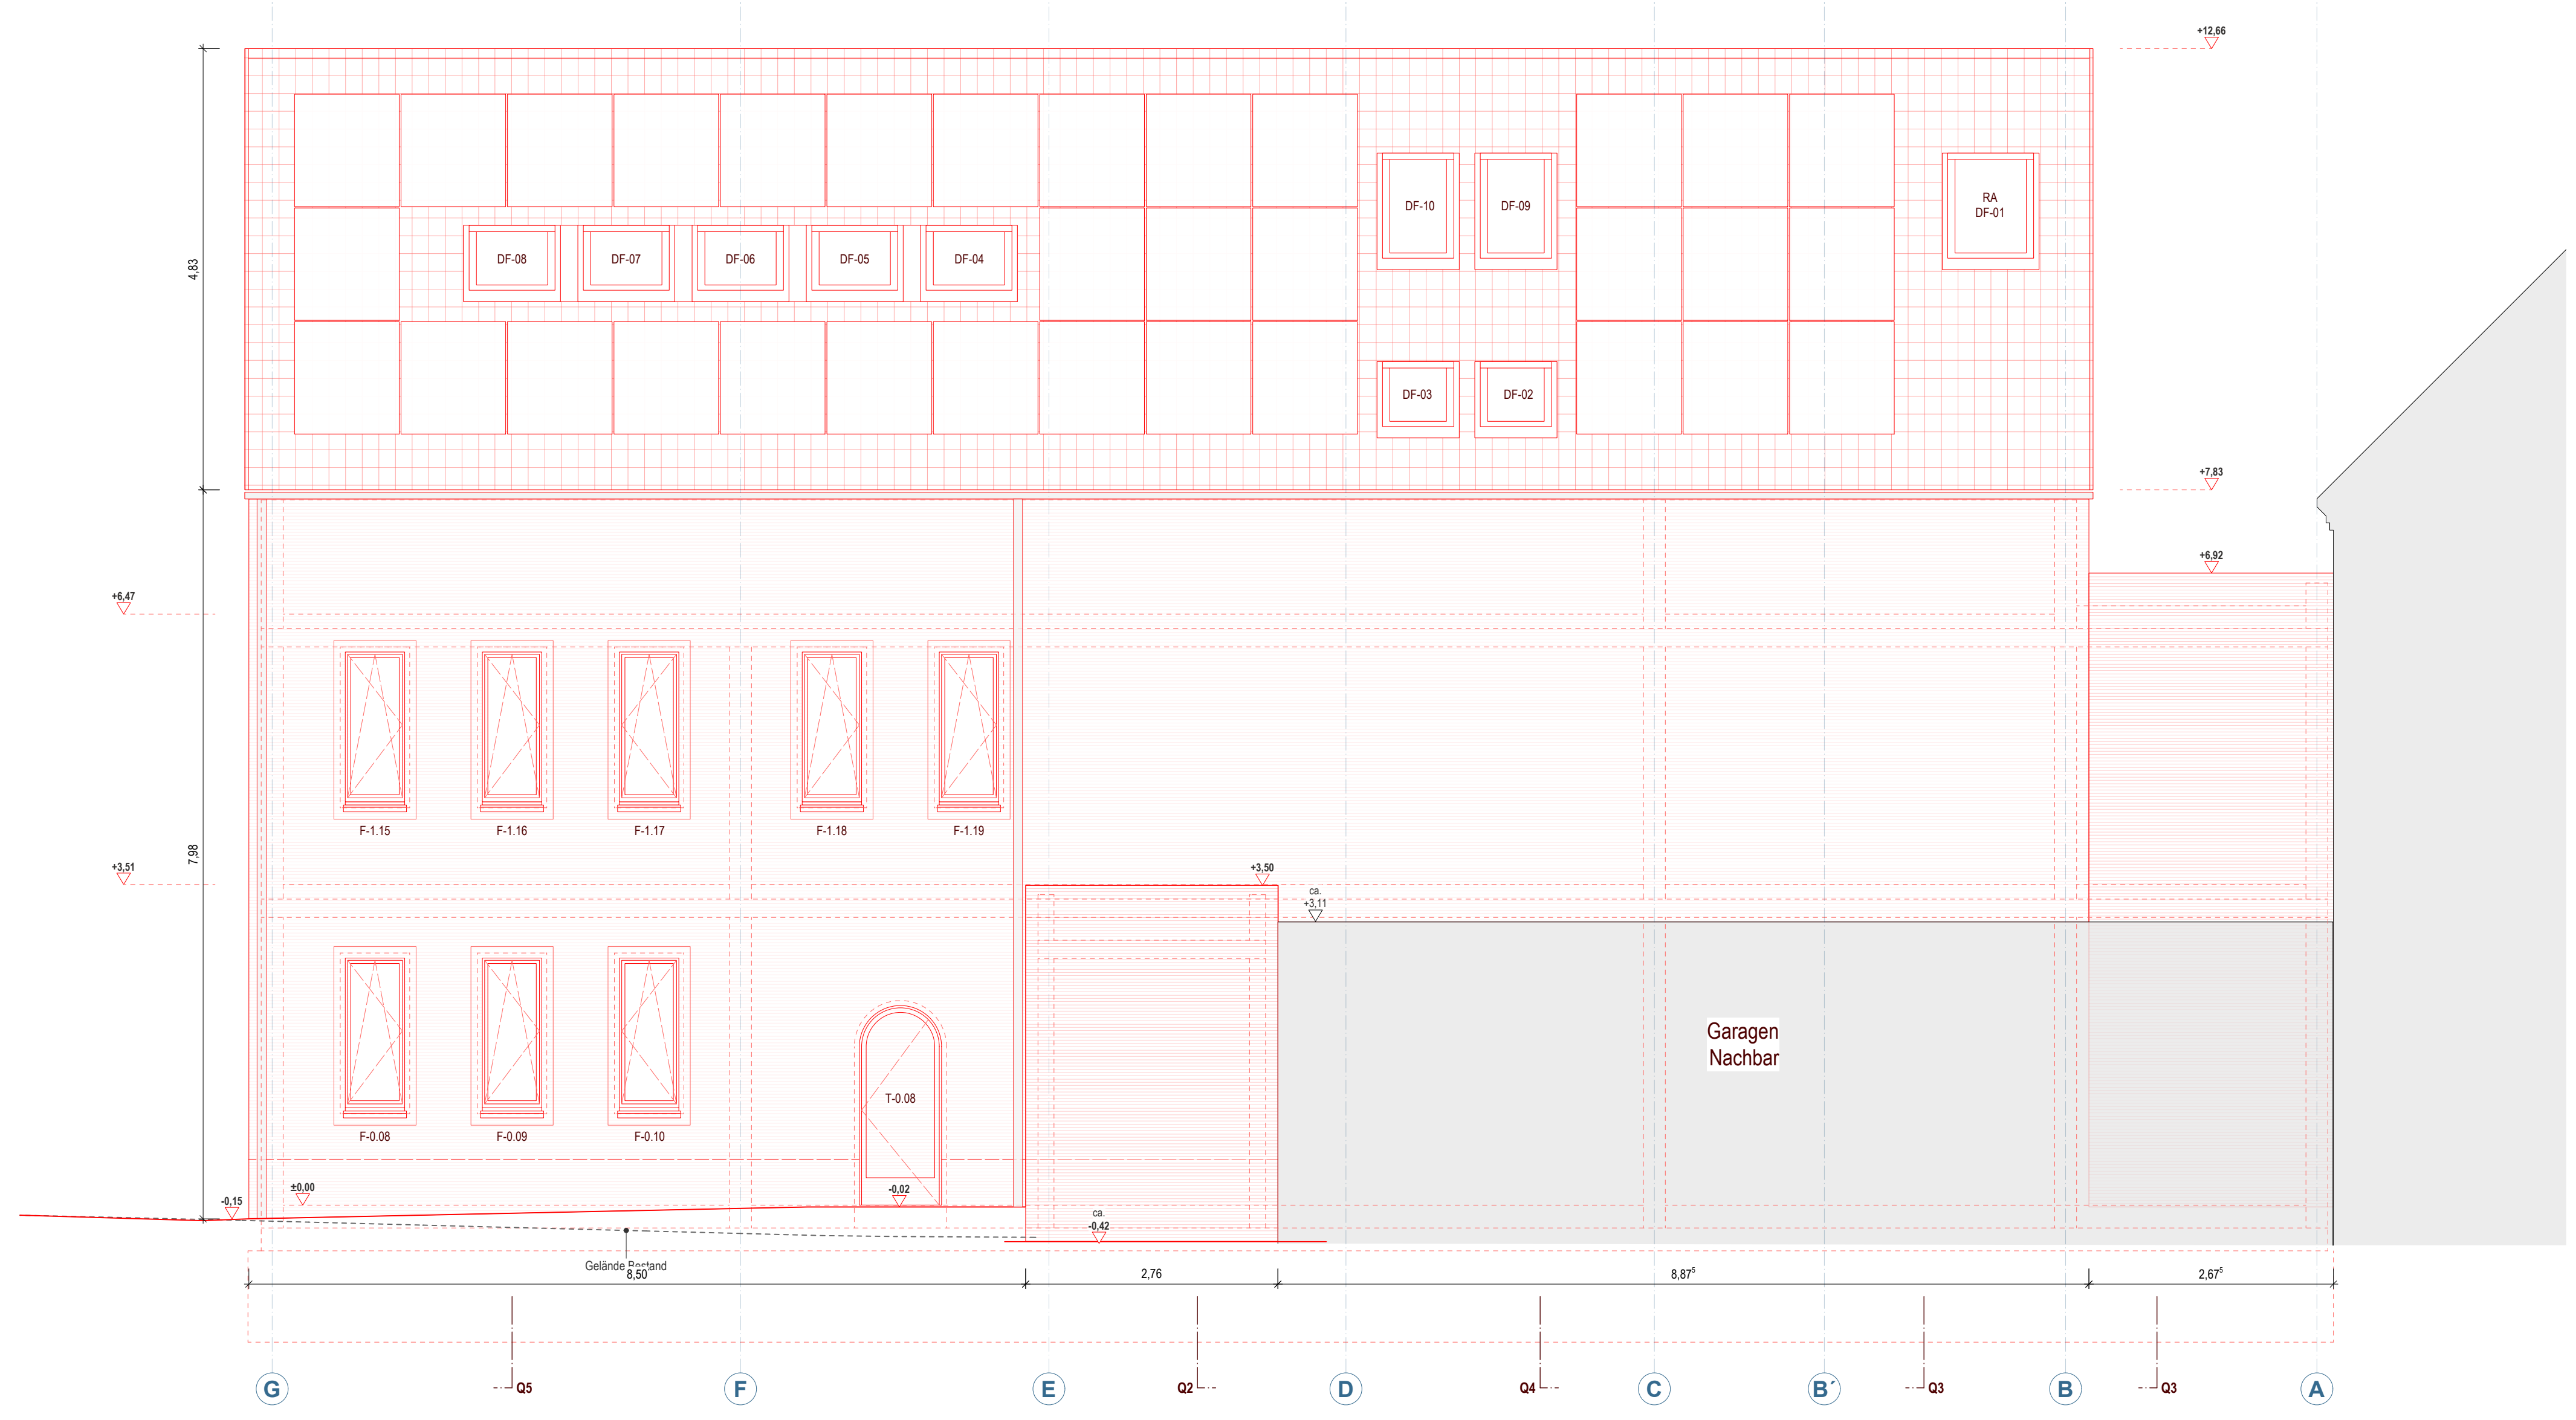 +12,66
DF-10
DF-09
RA
DF-01
DF-08
DF-07
DF-06
DF-05
DF-04
4,83
DF-03
DF-02
+7,83
+6,92
+6,47
F-1.15
F-1.16
F-1.17
F-1.18
F-1.19
7,98
+3,51
+3,50
ca.
+3,11
Garagen
Nachbar
T-0.08
F-0.08
F-0.09
F-0.10
-0,15
±0,00
-0,02
ca.
-0,42
Gelände Bestand
8,50
2,76
8,87⁵
2,67⁵
Q5
Q2
Q4
Q3
Q3
G
F
E
D
C
B´
B
A